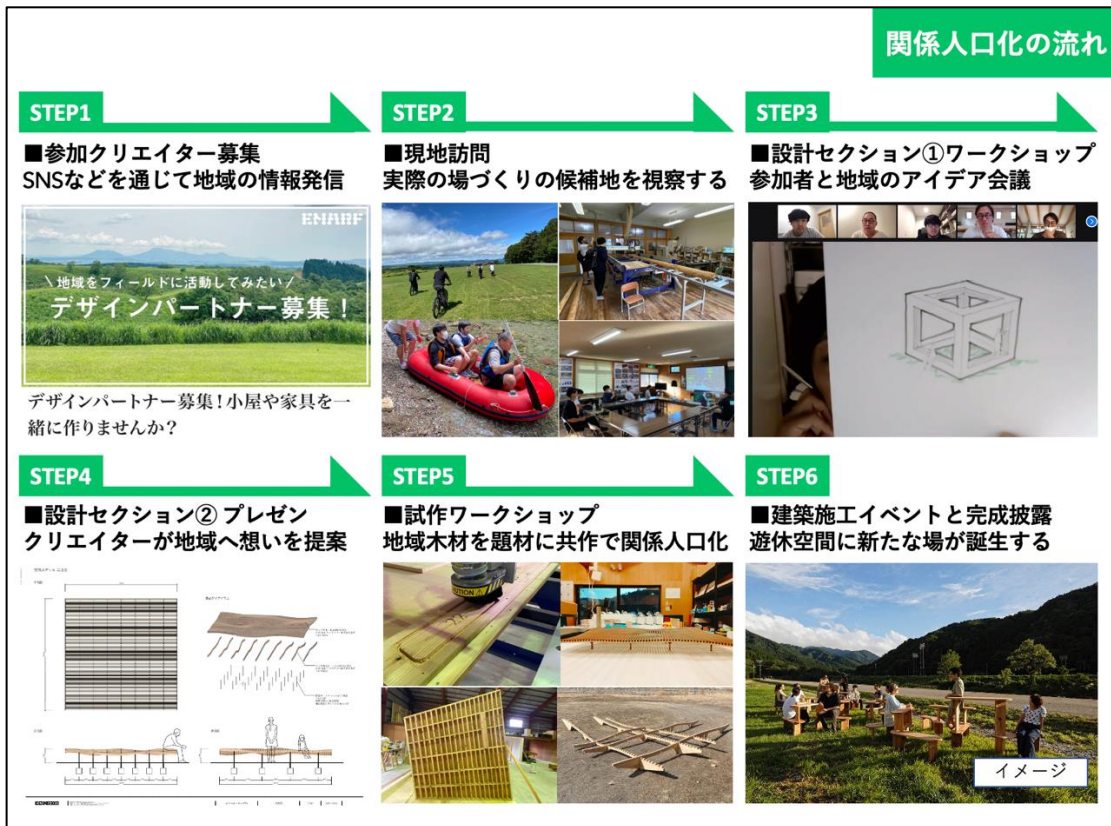 関係人口化の流れ
STEP1
■参加クリエイター募集
SNSなどを通じて地域の情報発信
EMARF
\地域をフィールドに活動してみたい/
デザインパートナー募集！
デザインパートナー募集！小屋や家具を一
緒に作りませんか？
STEP2
■現地訪問
実際の場づくりの候補地を視察する
STEP3
■設計セクション①ワークショップ
参加者と地域のアイデア会議
STEP4
■設計セクション② プレゼン
クリエイターが地域へ想いを提案
STEP5
■試作ワークショップ
地域木材を題材に共作で関係人口化
CAUTION
STEP6
■建築施工イベントと完成披露
遊休空間に新たな場が誕生する
イメージ